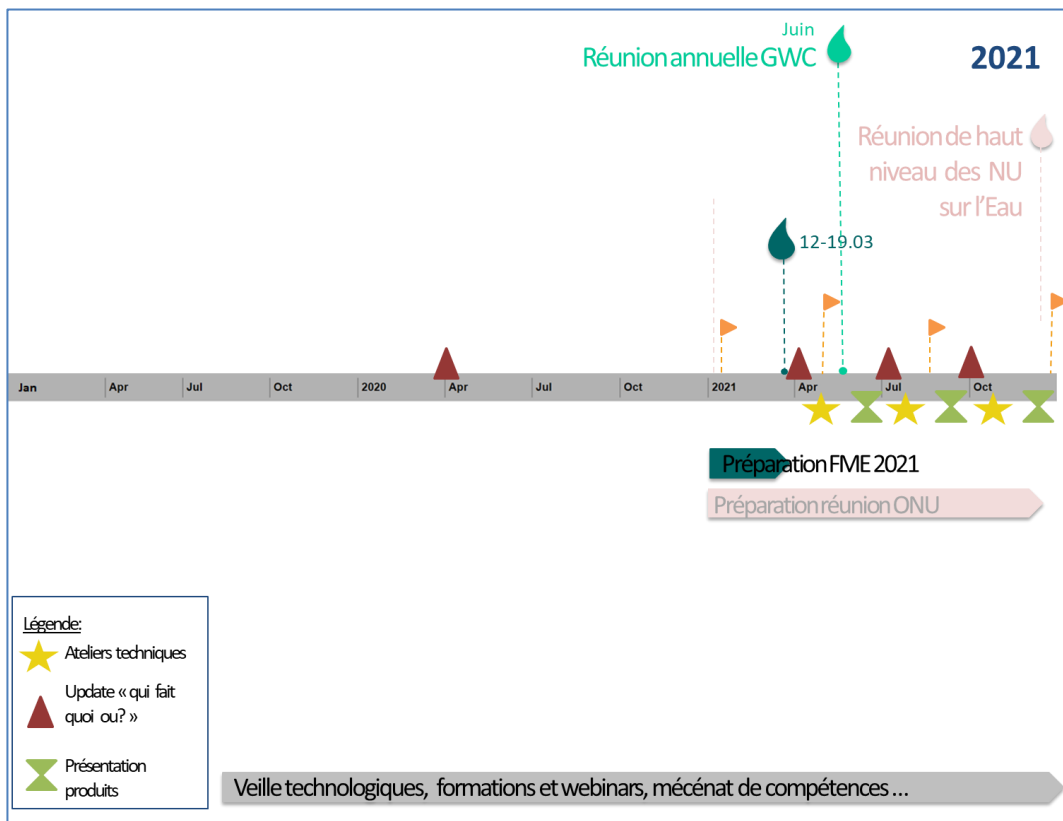 Juin
Réunion annuelle GWC
2021
Réunion de haut
niveau des NU
sur l'Eau
12-19.03
Jan Apr Jul Oct 2020 Apr Jul Oct 2021 Apr Jul Oct
Préparation FME 2021
Préparation réunion ONU
Légende:
Ateliers techniques
Update « qui fait
quoi ou? »
Présentation
produits
Veille technologiques, formations et webinars, mécénat de compétences ...